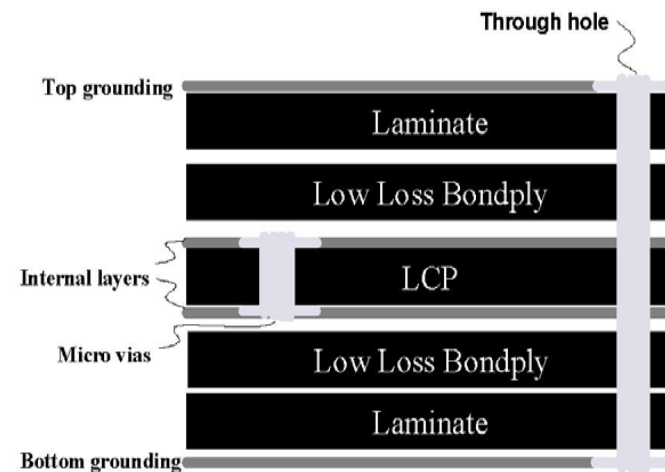 Through hole
Top grounding
Laminate
Low Loss Bondply
Internal layers
LCP
Micro vias
Low Loss Bondply
Laminate
Bottom grounding